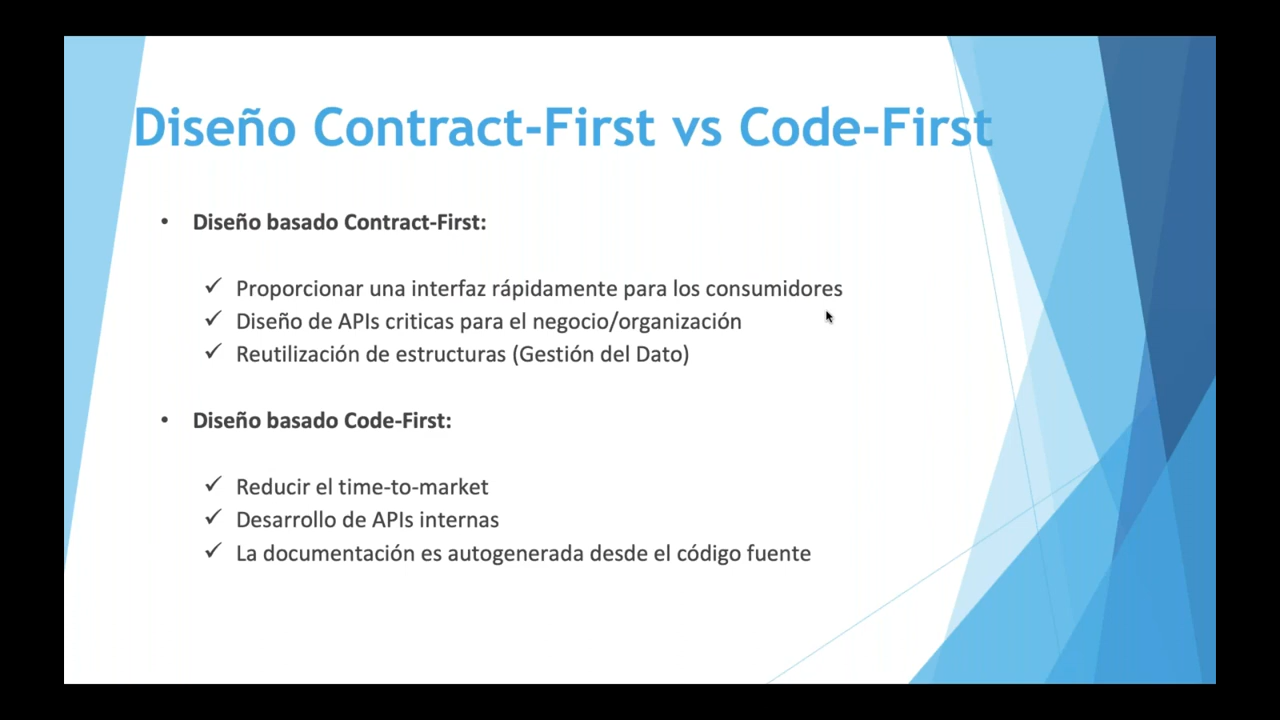 Diseño Contract-First vs Code-First
• Diseño basado Contract-First:
✓ Proporcionar una interfaz rápidamente para los consumidores
✓ Diseño de APIs criticas para el negocio/organización
✓ Reutilización de estructuras (Gestión del Dato)
• Diseño basado Code-First:
✓ Reducir el time-to-market
✓ Desarrollo de APIs internas
✓ La documentación es autogenerada desde el código fuente